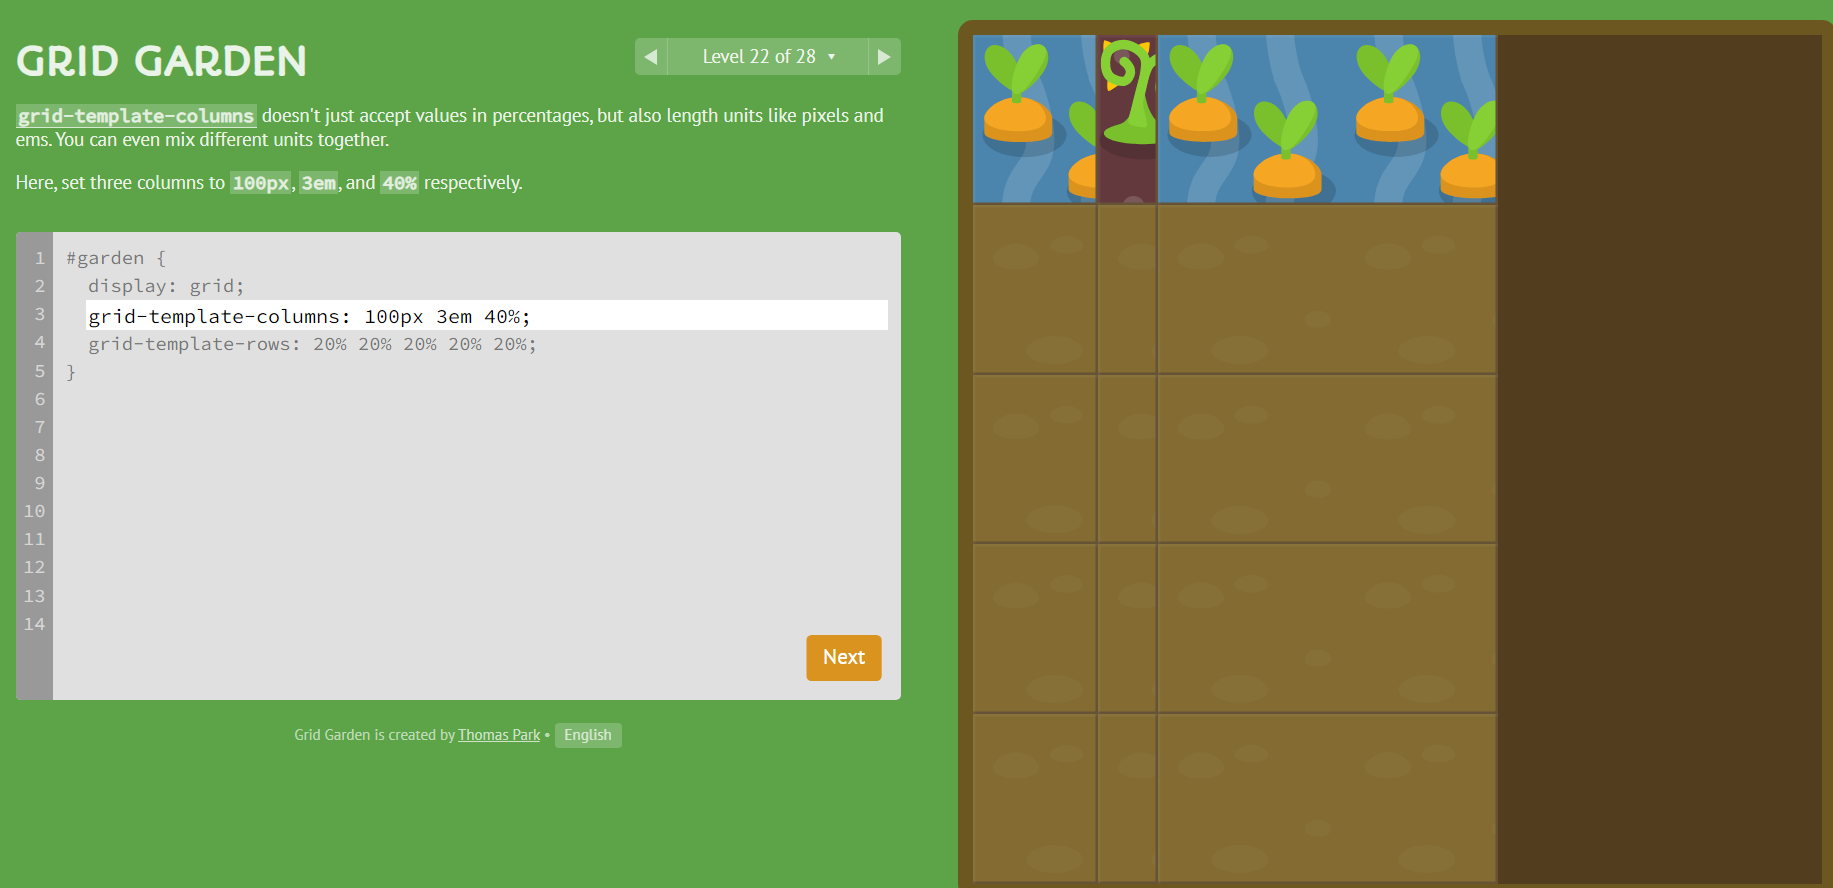 GRID GARDEN
◀ Level 22 of 28 ▾ ▶
grid-template-columns doesn't just accept values in percentages, but also length units like pixels and
ems. You can even mix different units together.
Here, set three columns to 100px, 3em, and 40% respectively.
1 #garden {
2 display: grid;
3 grid-template-columns: 100px 3em 40%;
4 grid-template-rows: 20% 20% 20% 20% 20%;
5 }
6
7
8
9
10
11
12
13
14
Next
Grid Garden is created by Thomas Park • English